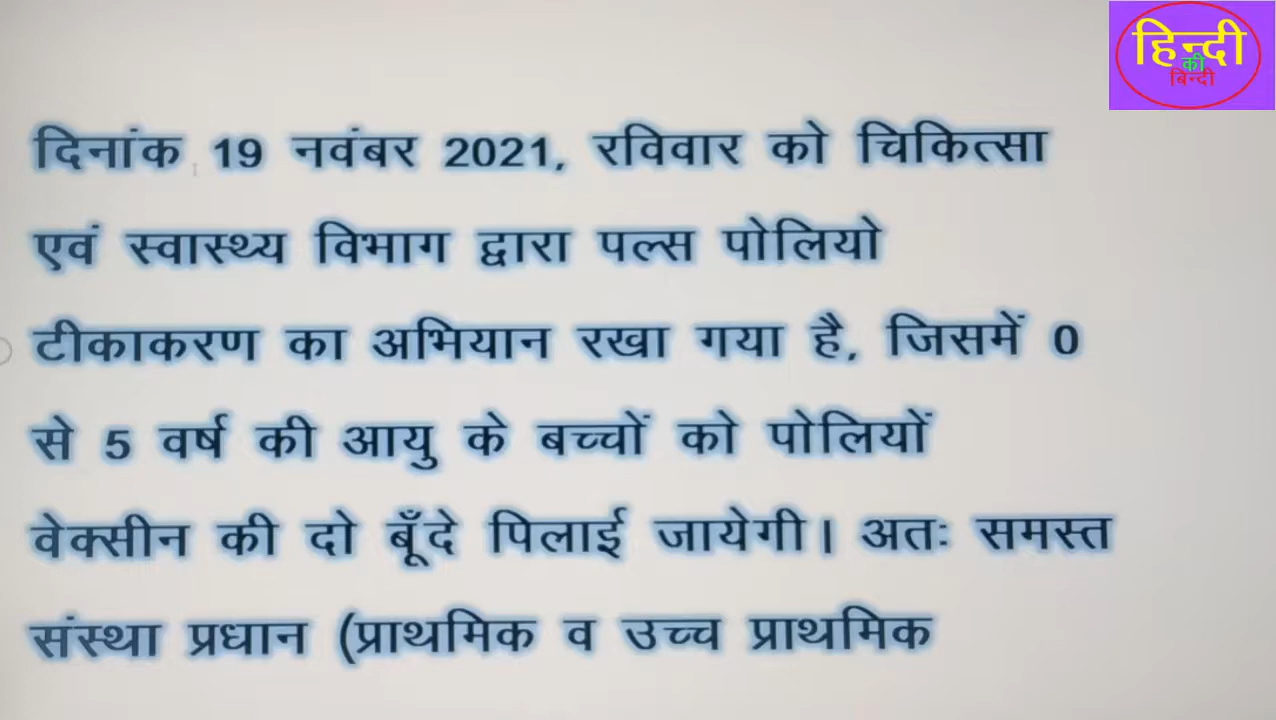 हिन्दी
की
बिन्दी
दिनांक 19 नवंबर 2021, रविवार को चिकित्सा
एवं स्वास्थ्य विभाग द्वारा पल्स पोलियो
टीकाकरण का अभियान रखा गया है, जिसमें 0
से 5 वर्ष की आयु के बच्चों को पोलियों
वेक्सीन की दो बूँदे पिलाई जायेगी। अतः समस्त
संस्था प्रधान (प्राथमिक व उच्च प्राथमिक